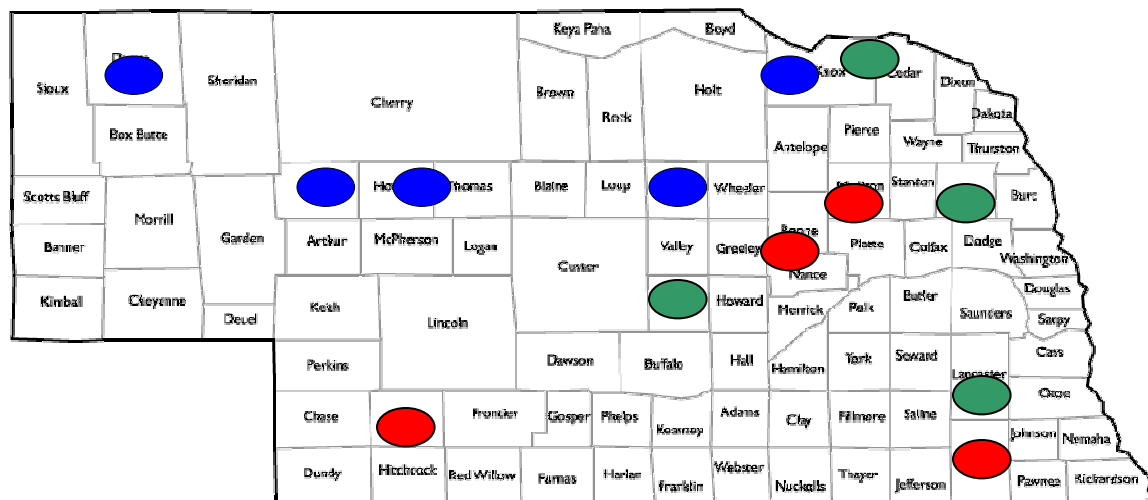 Keya Paha
Boyd
Knox
Cedar
Sioux
Sheridan
Dixon
Cherry
Brown
Holt
Rock
Dakota
Box Butte
Pierce
Antelope
Wayne
Thurston
Scotts Bluff
Thomas
Blaine
Loup
Wheeler
Stanton
Burt
Morrill
Garden
Arthur
McPherson
Logan
Valley
Greeley
Platte
Colfax
Dodge
Washington
Banner
Custer
Nance
Kimball
Cheyenne
Deuel
Keith
Lincoln
Howard
Merrick
Polk
Butler
Saunders
Douglas
Sarpy
Perkins
Dawson
Buffalo
Hall
Hamilton
York
Seward
Lancaster
Cass
Otoe
Chase
Frontier
Gosper
Phelps
Kearney
Adams
Clay
Fillmore
Saline
Johnson
Nemaha
Dundy
Hitchcock
Red Willow
Furnas
Harlan
Franklin
Webster
Nuckolls
Thayer
Jefferson
Pawnee
Richardson